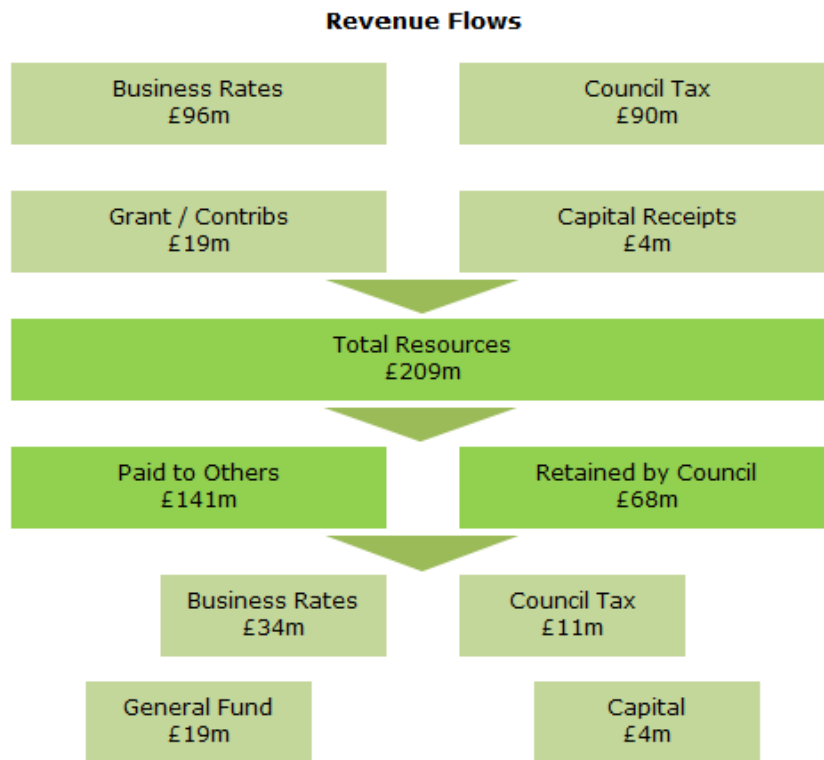 Revenue Flows
Business Rates
£96m
Council Tax
£90m
Grant / Contribs
£19m
Capital Receipts
£4m
Total Resources
£209m
Paid to Others
£141m
Retained by Council
£68m
Business Rates
£34m
Council Tax
£11m
General Fund
£19m
Capital
£4m